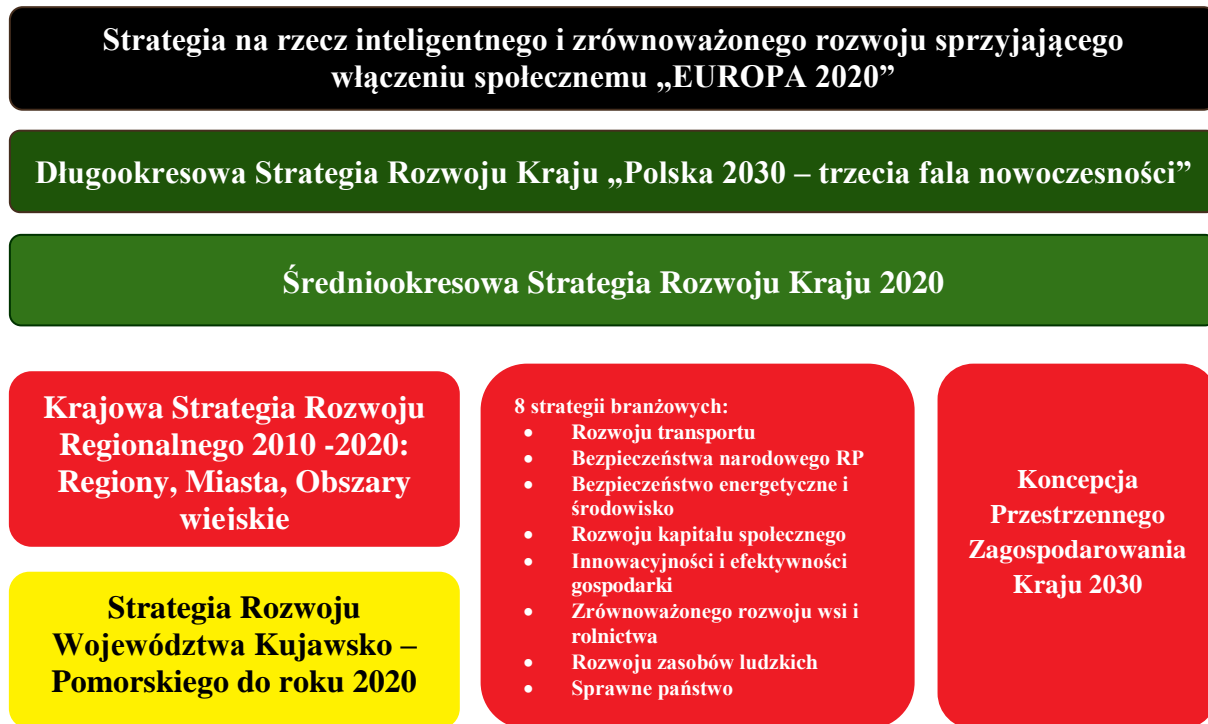 Strategia na rzecz inteligentnego i zrównoważonego rozwoju sprzyjającego
włączeniu społecznemu „EUROPA 2020”
Długookresowa Strategia Rozwoju Kraju „Polska 2030 – trzecia fala nowoczesności”
Średniookresowa Strategia Rozwoju Kraju 2020
Krajowa Strategia Rozwoju
Regionalnego 2010 -2020:
Regiony, Miasta, Obszary
wiejskie
Strategia Rozwoju
Województwa Kujawsko –
Pomorskiego do roku 2020
8 strategii branżowych:
• Rozwoju transportu
• Bezpieczeństwa narodowego RP
• Bezpieczeństwo energetyczne i
środowisko
• Rozwoju kapitału społecznego
• Innowacyjności i efektywności
gospodarki
• Zrównoważonego rozwoju wsi i
rolnictwa
• Rozwoju zasobów ludzkich
• Sprawne państwo
Koncepcja
Przestrzennego
Zagospodarowania
Kraju 2030